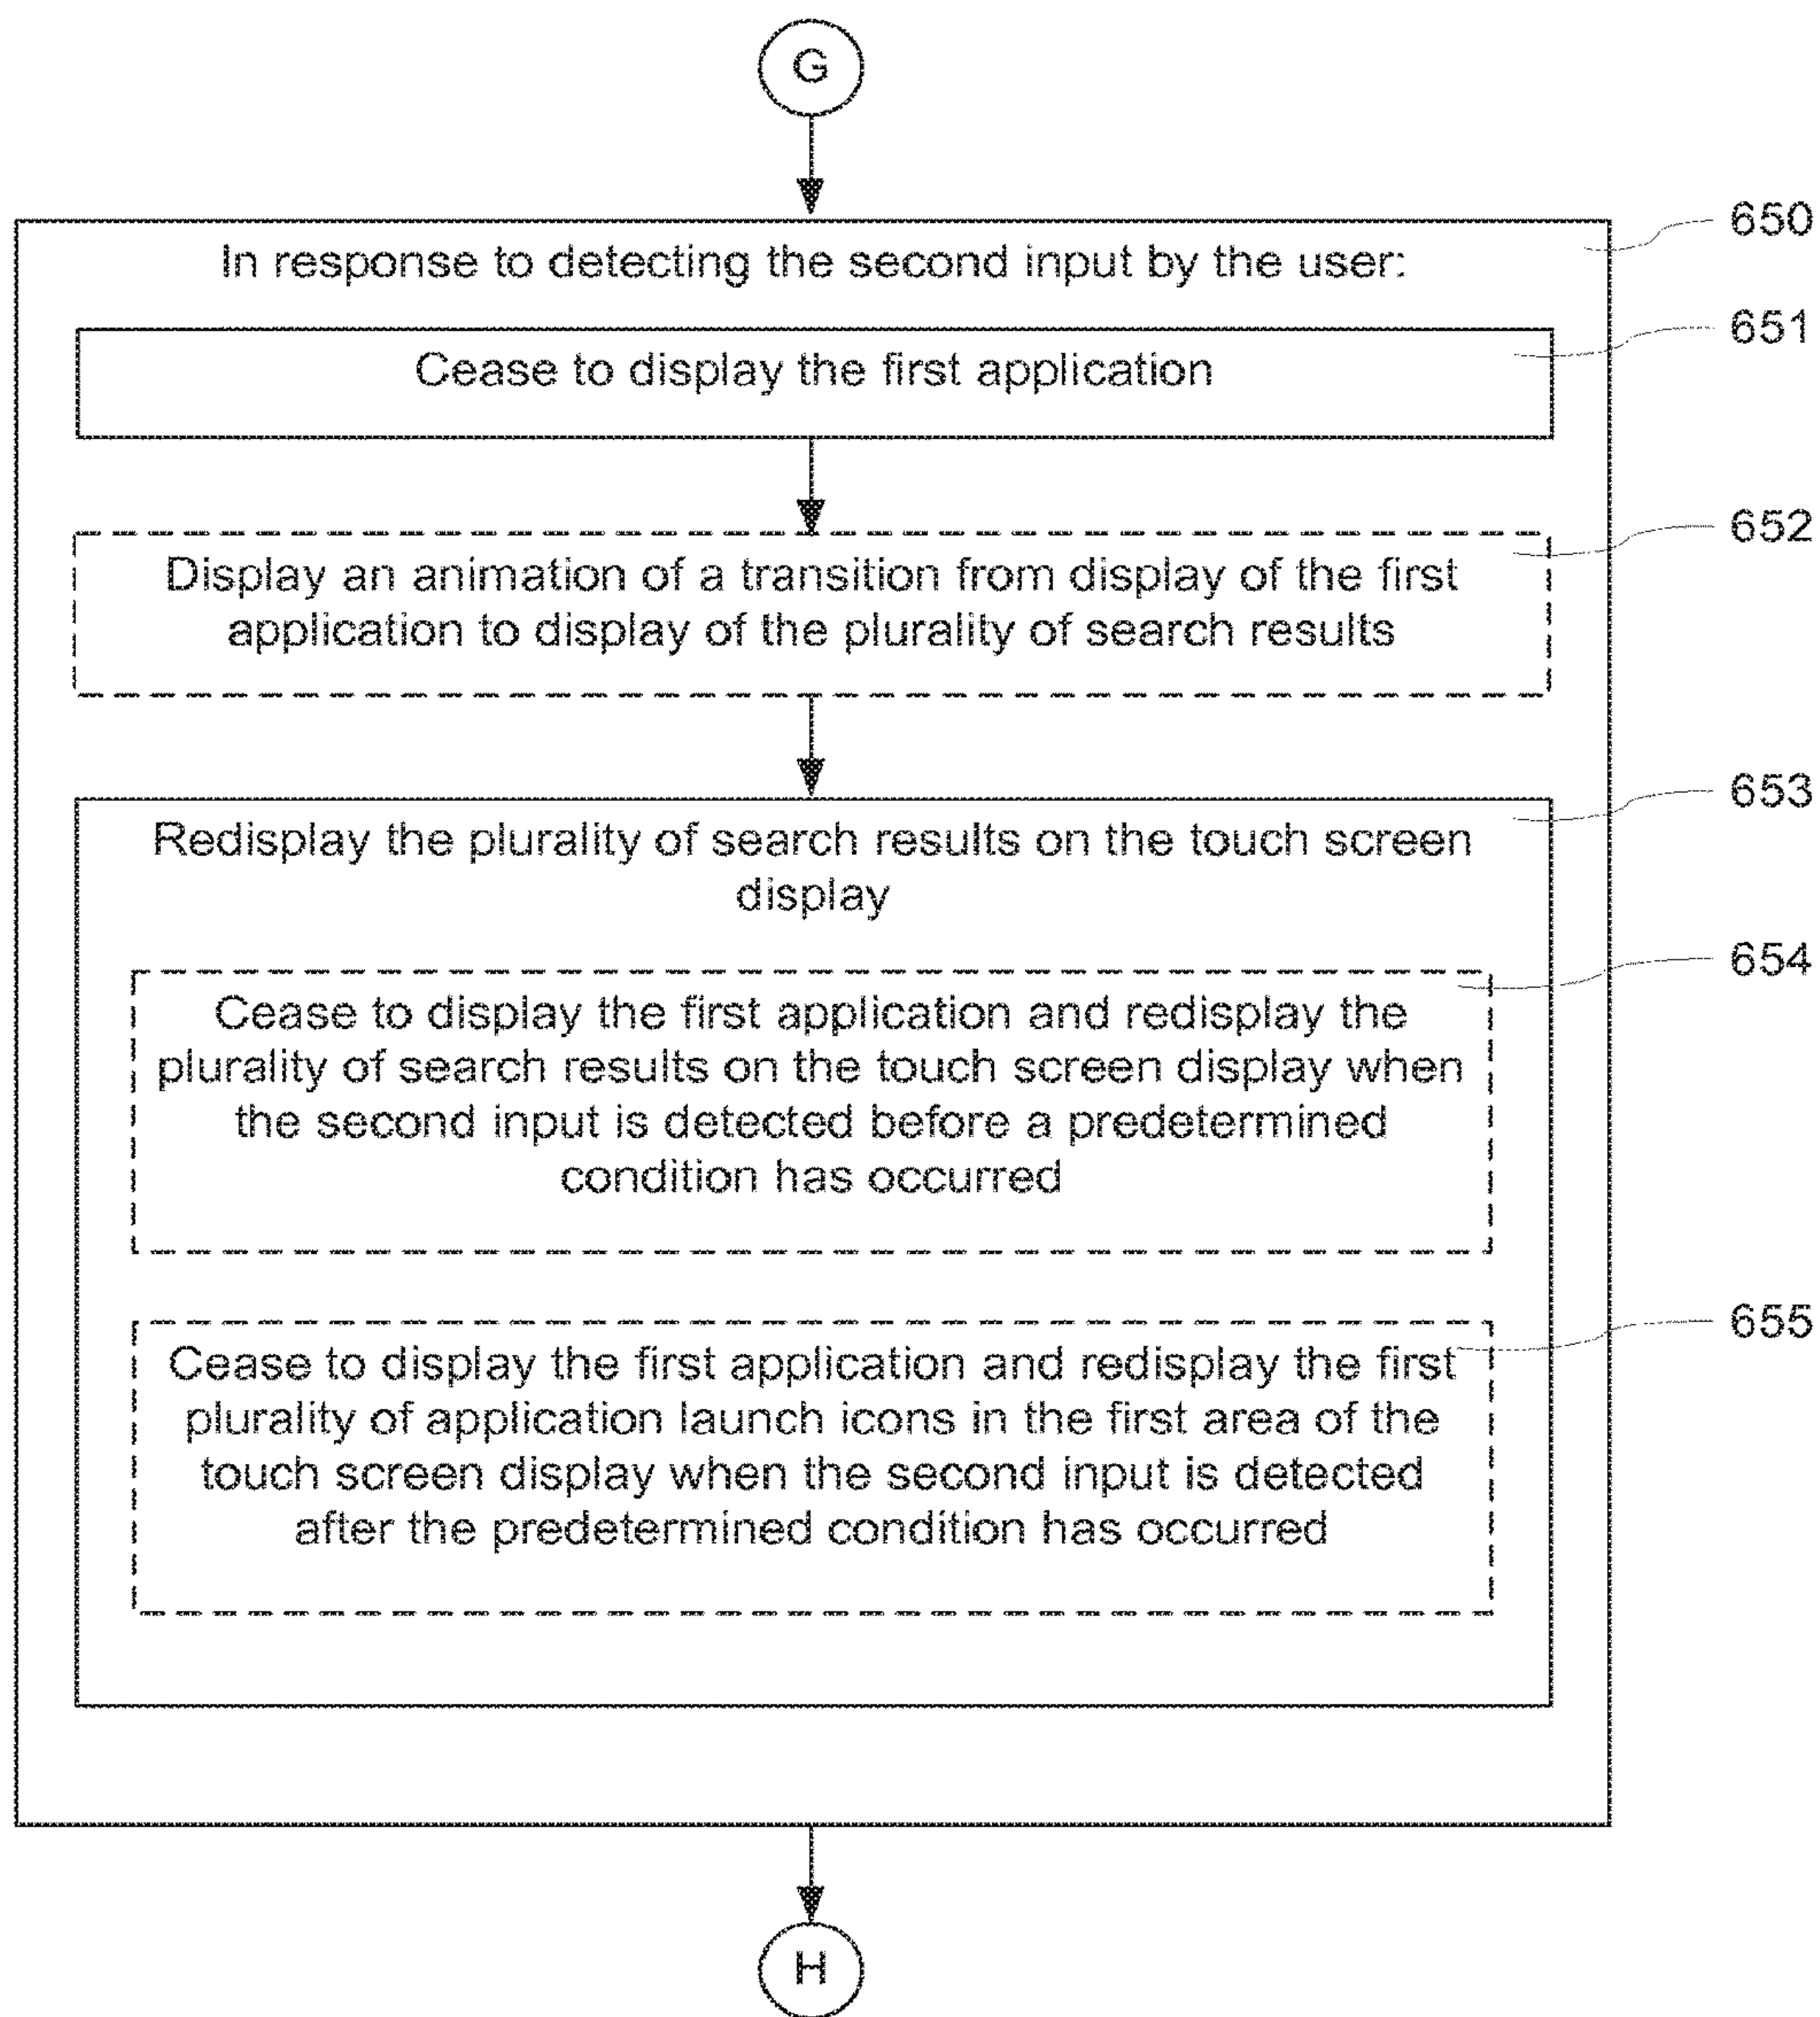 G
650
In response to detecting the second input by the user:
651
Cease to display the first application
652
Display an animation of a transition from display of the first
application to display of the plurality of search results
653
Redisplay the plurality of search results on the touch screen
display
654
Cease to display the first application and redisplay the
plurality of search results on the touch screen display when
the second input is detected before a predetermined
condition has occurred
655
Cease to display the first application and redisplay the first
plurality of application launch icons in the first area of the
touch screen display when the second input is detected
after the predetermined condition has occurred
H